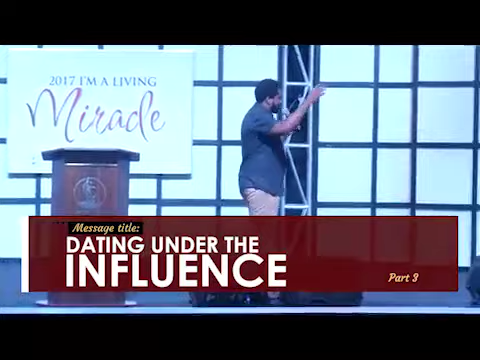 2017 I'M A LIVING
Miracle
Message title:
DATING UNDER THE
INFLUENCE
Part 3